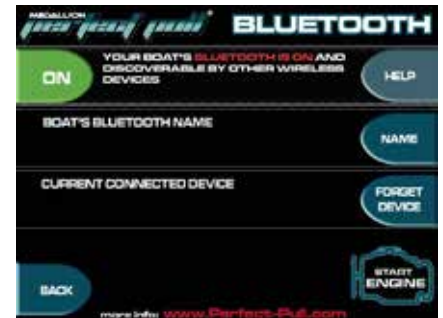 MEDALLION
perfect pull BLUETOOTH
ON
YOUR BOAT'S BLUETOOTH IS ON AND
DISCOVERABLE BY OTHER WIRELESS
DEVICES
HELP
BOAT'S BLUETOOTH NAME
NAME
CURRENT CONNECTED DEVICE
FORGET
DEVICE
BACK
START
ENGINE
more info: www.Perfect-Pull.com